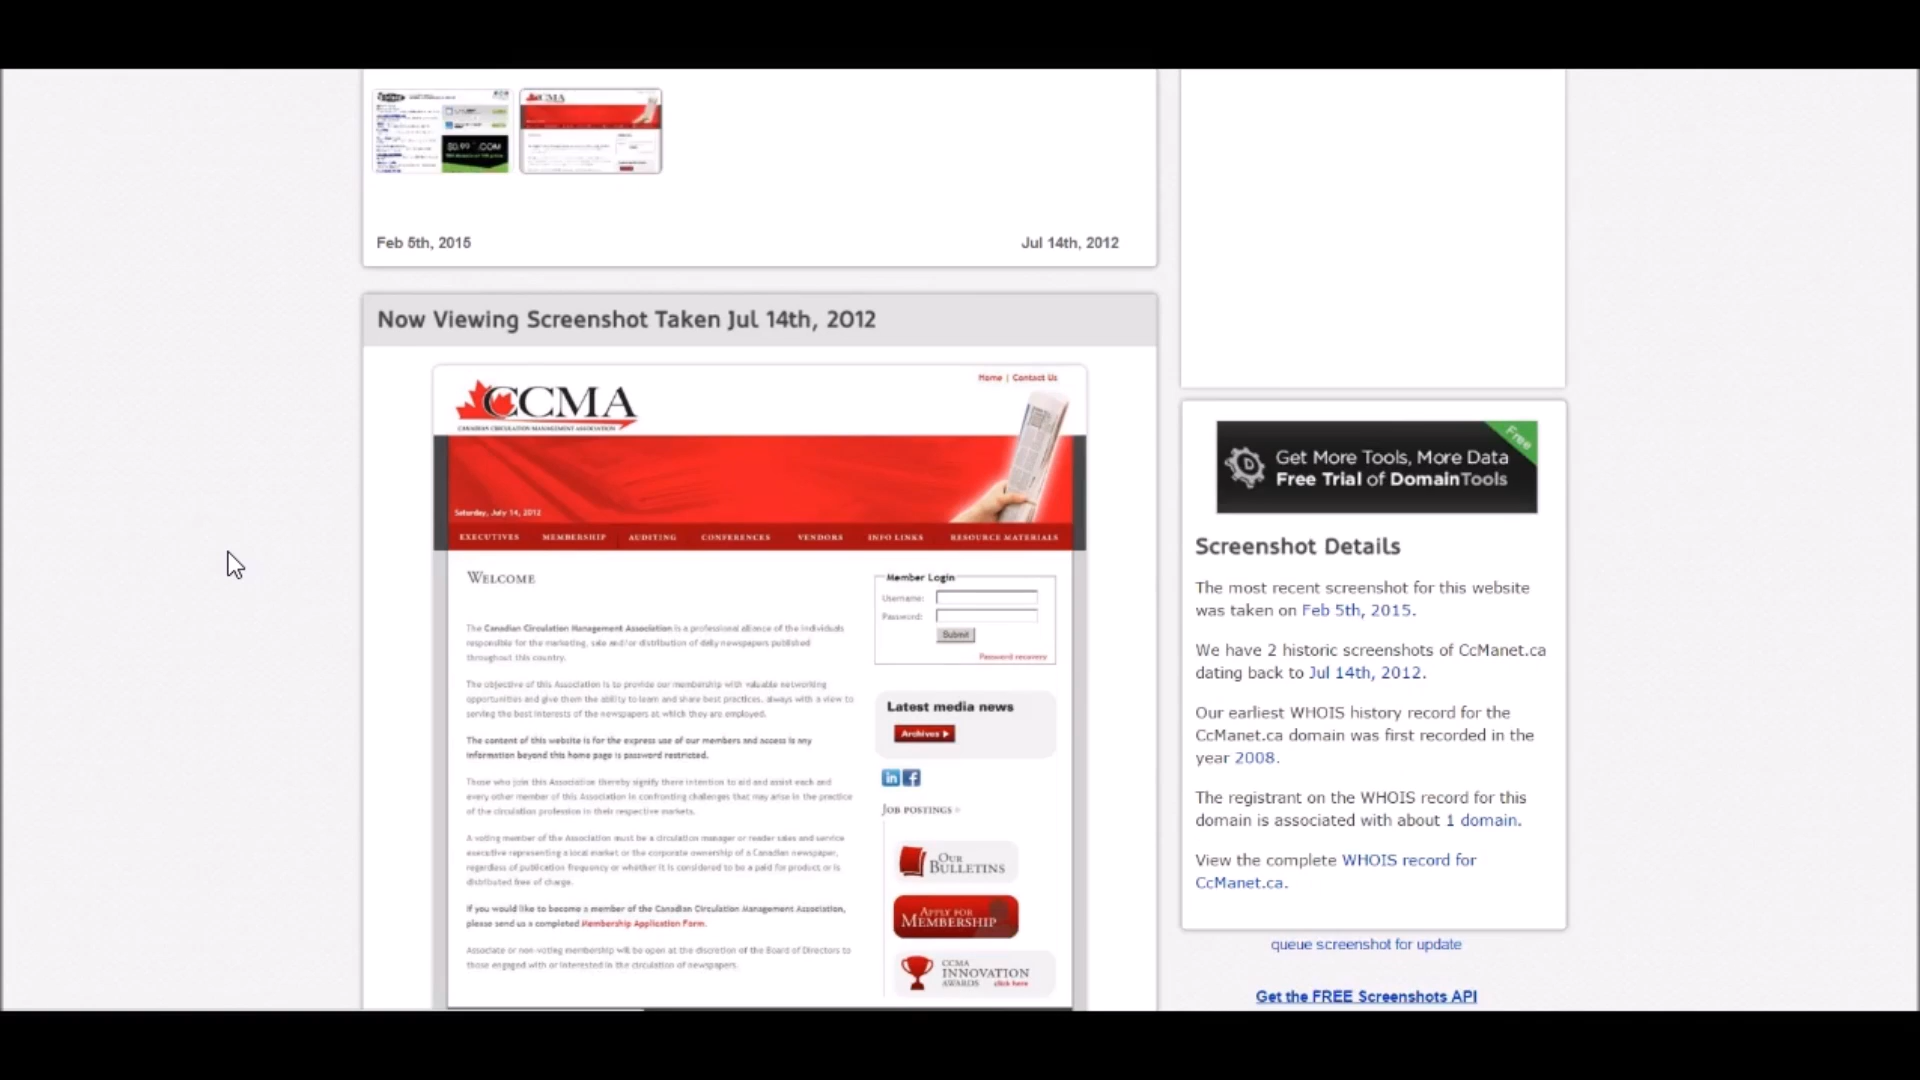 $0.99 .COM
CCMA
Feb 5th, 2015
Jul 14th, 2012
Now Viewing Screenshot Taken Jul 14th, 2012
CCMA
CANADIAN CIRCULATION MANAGEMENT ASSOCIATION
Home | Contact Us
Saturday, July 14, 2012
EXECUTIVES MEMBERSHIP AUDITING CONFERENCES VENDORS INFO LINKS RESOURCE MATERIALS
WELCOME
The Canadian Circulation Management Association is a professional alliance of the individuals
responsible for the marketing, sale and/or distribution of daily newspapers published
throughout this country.
The objective of this Association is to provide our membership with valuable networking
opportunities and give them the ability to learn and share best practices, always with a view to
serving the best interests of the newspapers at which they are employed.
The content of this website is for the express use of our members and access to any
information beyond this home page is password restricted.
Those who join this Association thereby signify there intention to aid and assist each and
every other member of this Association in confronting challenges that may arise in the practice
of the circulation profession in their respective markets.
A voting member of the Association must be a circulation manager or reader sales and service
executive representing a local market or the corporate ownership of a Canadian newspaper,
regardless of publication frequency or whether it is considered to be a paid for product or is
distributed free of charge.
If you would like to become a member of the Canadian Circulation Management Association,
please send us a completed Membership Application Form.
Associate or non-voting membership will be open at the discretion of the Board of Directors to
those engaged with or interested in the circulation of newspapers.
Member Login
Username:
Password:
Submit
Password recovery
Latest media news
Archives
in f
JOB POSTINGS »
OUR
BULLETINS
APPLY FOR
MEMBERSHIP
CCMA
INNOVATION
AWARDS click here
Free
Get More Tools, More Data
Free Trial of DomainTools
Screenshot Details
The most recent screenshot for this website
was taken on Feb 5th, 2015.
We have 2 historic screenshots of CcManet.ca
dating back to Jul 14th, 2012.
Our earliest WHOIS history record for the
CcManet.ca domain was first recorded in the
year 2008.
The registrant on the WHOIS record for this
domain is associated with about 1 domain.
View the complete WHOIS record for
CcManet.ca.
queue screenshot for update
Get the FREE Screenshots API